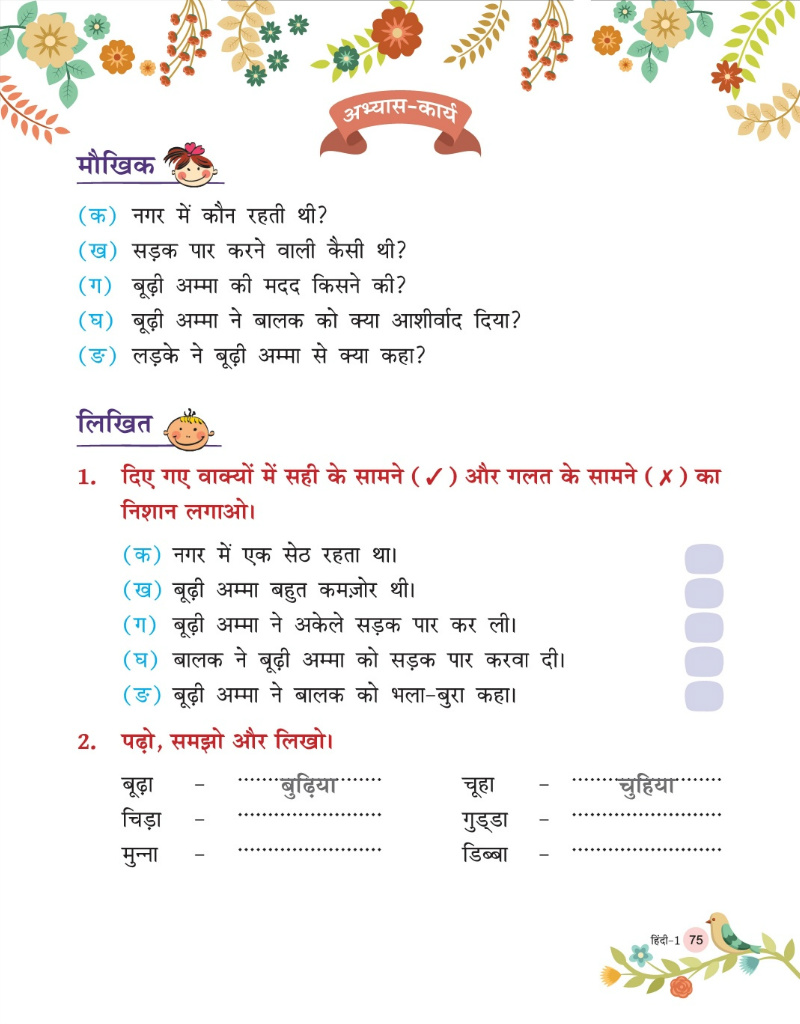 अभ्यास-कार्य
मौखिक
(क) नगर में कौन रहती थी?
(ख) सड़क पार करने वाली कैसी थी?
(ग) बूढ़ी अम्मा की मदद किसने की?
(घ) बूढ़ी अम्मा ने बालक को क्या आशीर्वाद दिया?
(ङ) लड़के ने बूढ़ी अम्मा से क्या कहा?
लिखित
1. दिए गए वाक्यों में सही के सामने (✓) और गलत के सामने (✗) का
निशान लगाओ।
(क) नगर में एक सेठ रहता था।
(ख) बूढ़ी अम्मा बहुत कमज़ोर थी।
(ग) बूढ़ी अम्मा ने अकेले सड़क पार कर ली।
(घ) बालक ने बूढ़ी अम्मा को सड़क पार करवा दी।
(ङ) बूढ़ी अम्मा ने बालक को भला-बुरा कहा।
2. पढ़ो, समझो और लिखो।
बूढ़ा - बुढ़िया चूहा - चुहिया
चिड़ा - गुड्डा -
मुन्ना - डिब्बा -
हिंदी-1 75